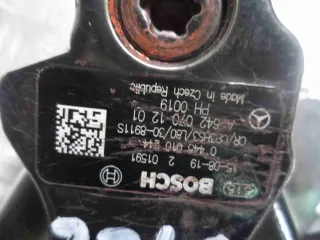 BOSCH
15-08-19 2 01591
0 445 010
CR/CP3HS3/L80/30-8911S
A 642 070 12 01
PH 0019
Made in Czech Republic